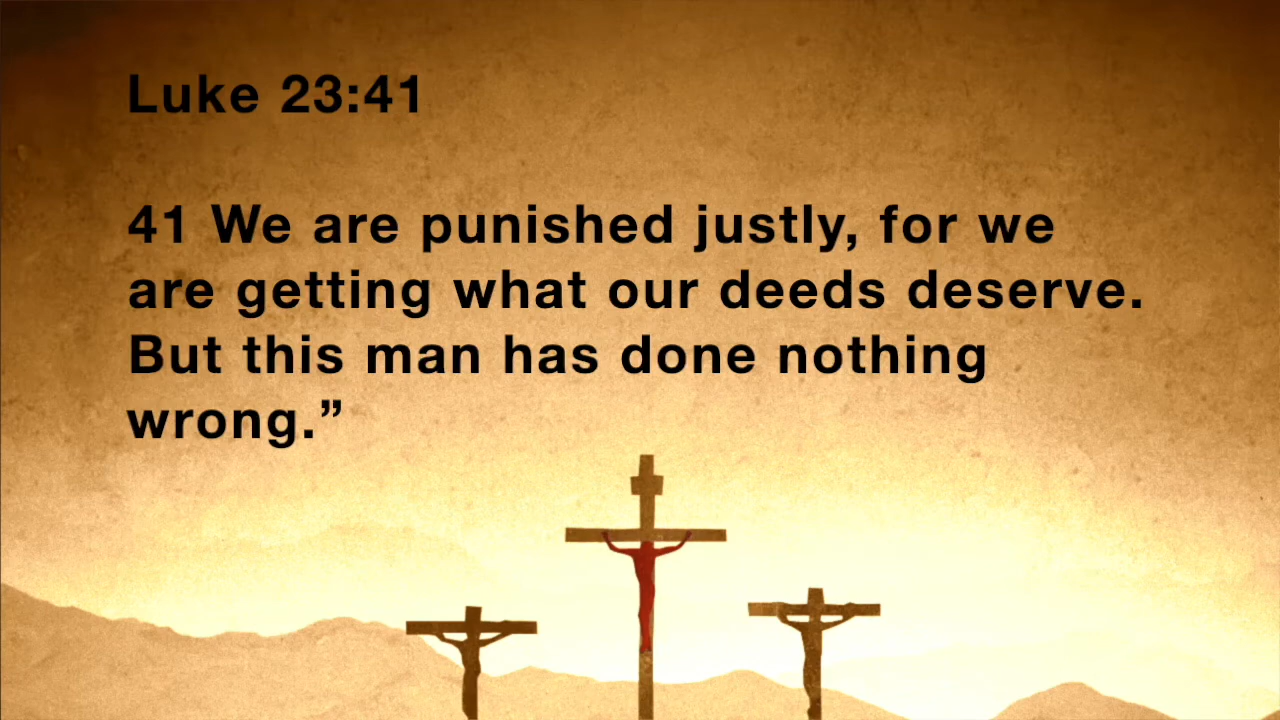 Luke 23:41
41 We are punished justly, for we
are getting what our deeds deserve.
But this man has done nothing
wrong.”